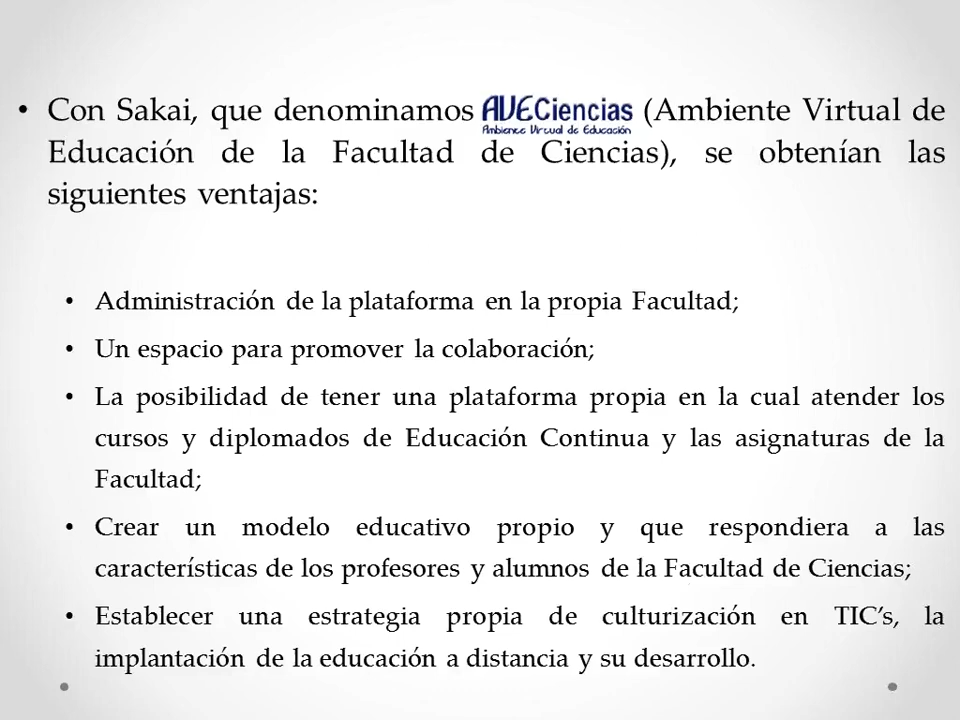 • Con Sakai, que denominamos AVECiencias (Ambiente Virtual de
Ambiente Virtual de Educación
Educación de la Facultad de Ciencias), se obtenían las
siguientes ventajas:
• Administración de la plataforma en la propia Facultad;
• Un espacio para promover la colaboración;
• La posibilidad de tener una plataforma propia en la cual atender los
cursos y diplomados de Educación Continua y las asignaturas de la
Facultad;
• Crear un modelo educativo propio y que respondiera a las
características de los profesores y alumnos de la Facultad de Ciencias;
• Establecer una estrategia propia de culturización en TIC’s, la
implantación de la educación a distancia y su desarrollo.